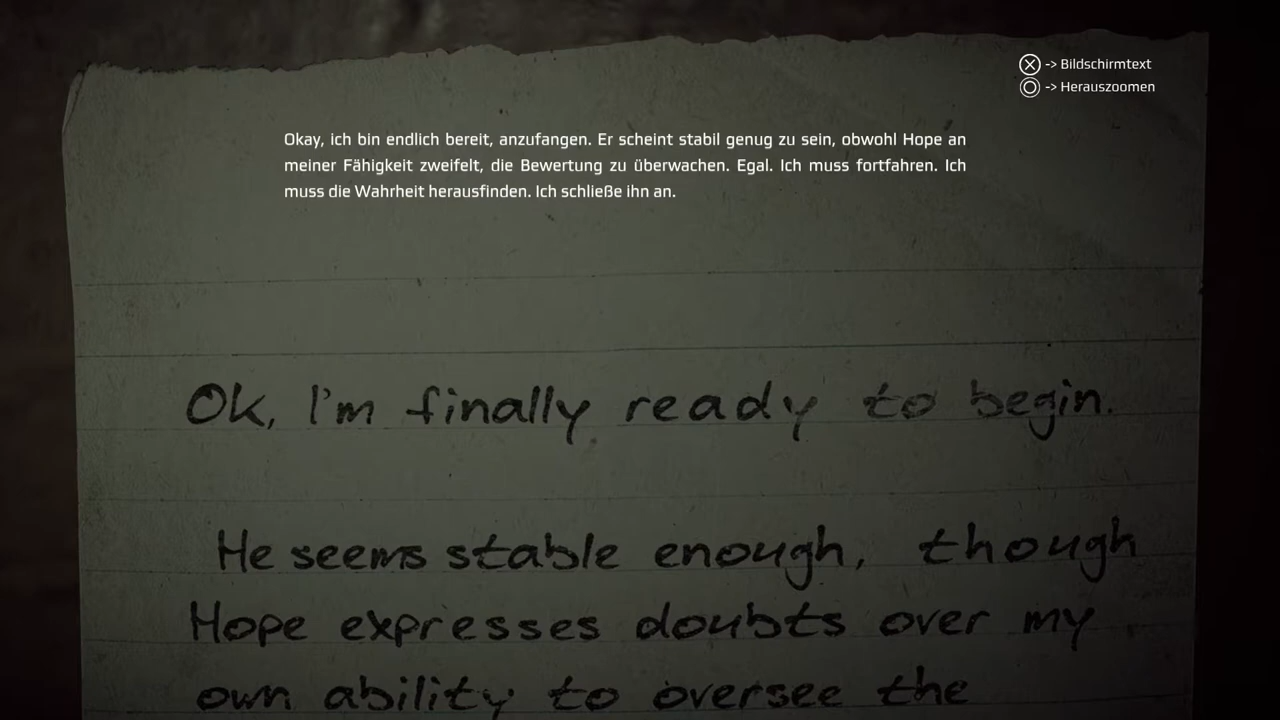 -> Bildschirmtext
-> Herauszoomen
Okay, ich bin endlich bereit, anzufangen. Er scheint stabil genug zu sein, obwohl Hope an
meiner Fähigkeit zweifelt, die Bewertung zu überwachen. Egal. Ich muss fortfahren. Ich
muss die Wahrheit herausfinden. Ich schließe ihn an.
Ok, I'm finally ready to begin.
He seems stable enough, though
Hope expresses doubts over my
own ability to oversee the